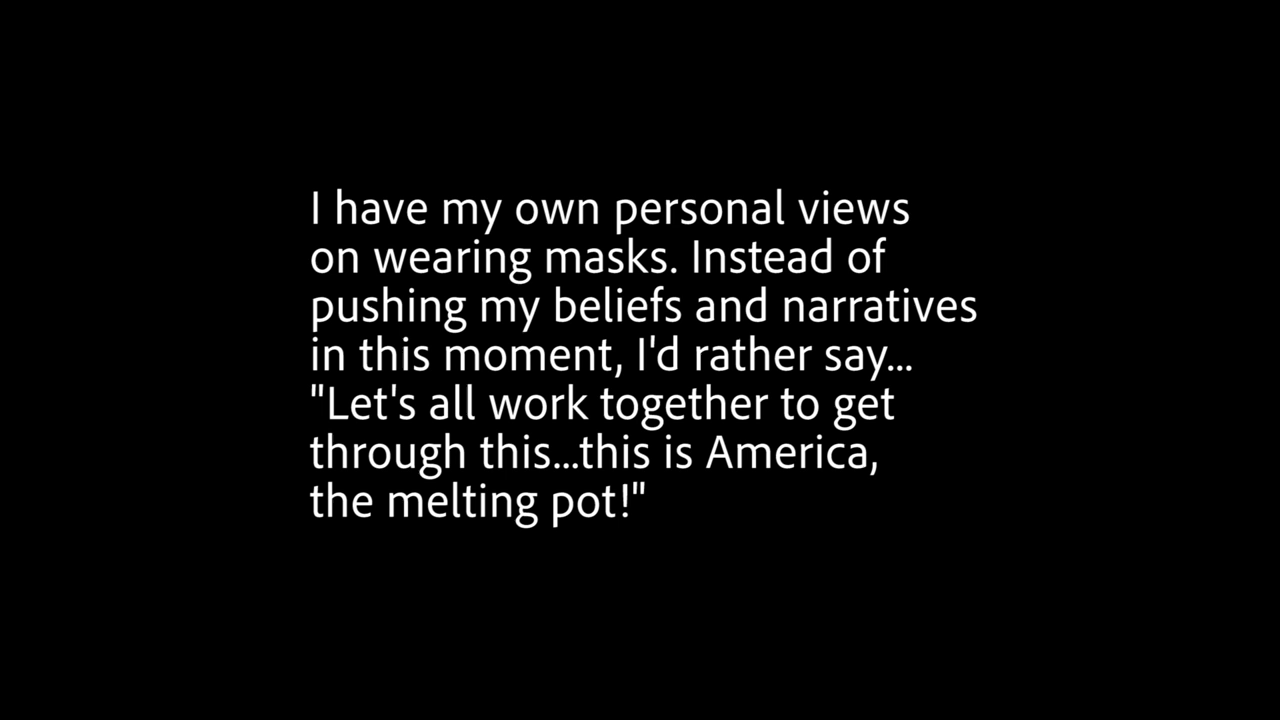 I have my own personal views
on wearing masks. Instead of
pushing my beliefs and narratives
in this moment, I'd rather say...
"Let's all work together to get
through this...this is America,
the melting pot!"